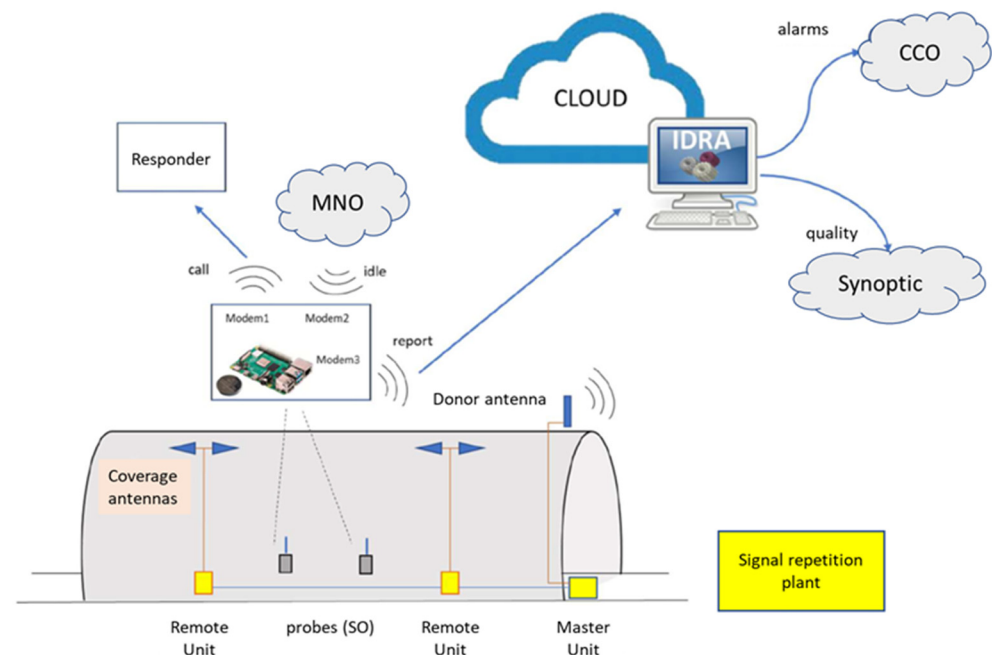 alarms
CCO
CLOUD
IDRA
Responder
MNO
quality
call
idle
Synoptic
Modem1
Modem2
report
Modem3
Donor antenna
Coverage
antennas
Signal repetition
plant
Remote
Unit
probes (SO)
Remote
Unit
Master
Unit